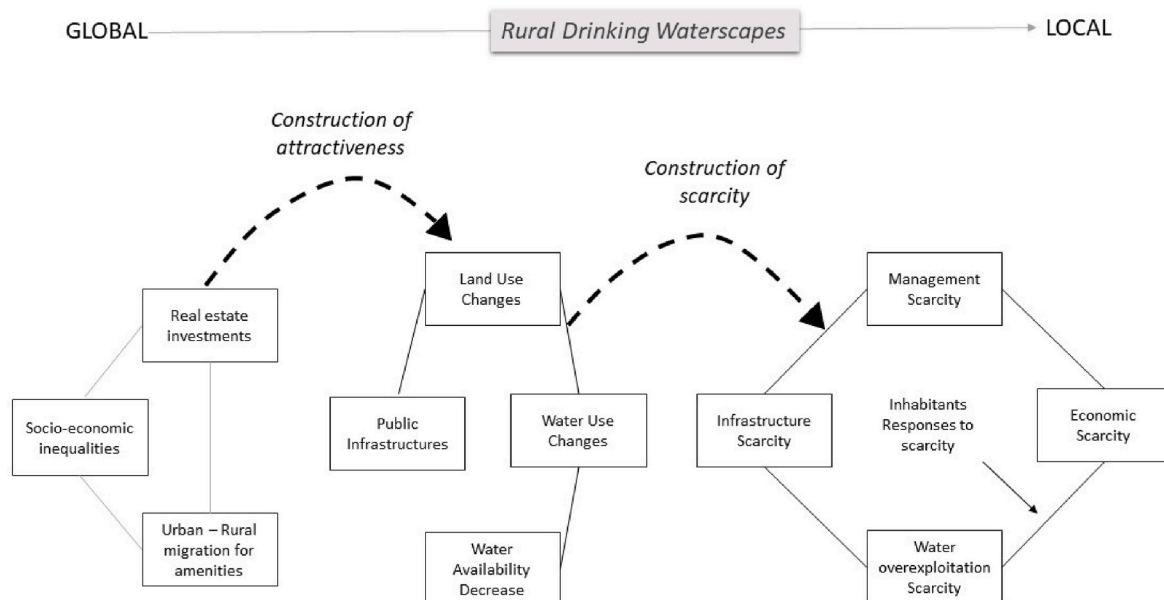 GLOBAL
Rural Drinking Waterscapes
LOCAL
Construction of
attractiveness
Construction of
scarcity
Land Use
Changes
Management
Scarcity
Real estate
investments
Socio-economic
inequalities
Public
Infrastructures
Water Use
Changes
Infrastructure
Scarcity
Inhabitants
Responses to
scarcity
Economic
Scarcity
Urban – Rural
migration for
amenities
Water
Availability
Decrease
Water
overexploitation
Scarcity